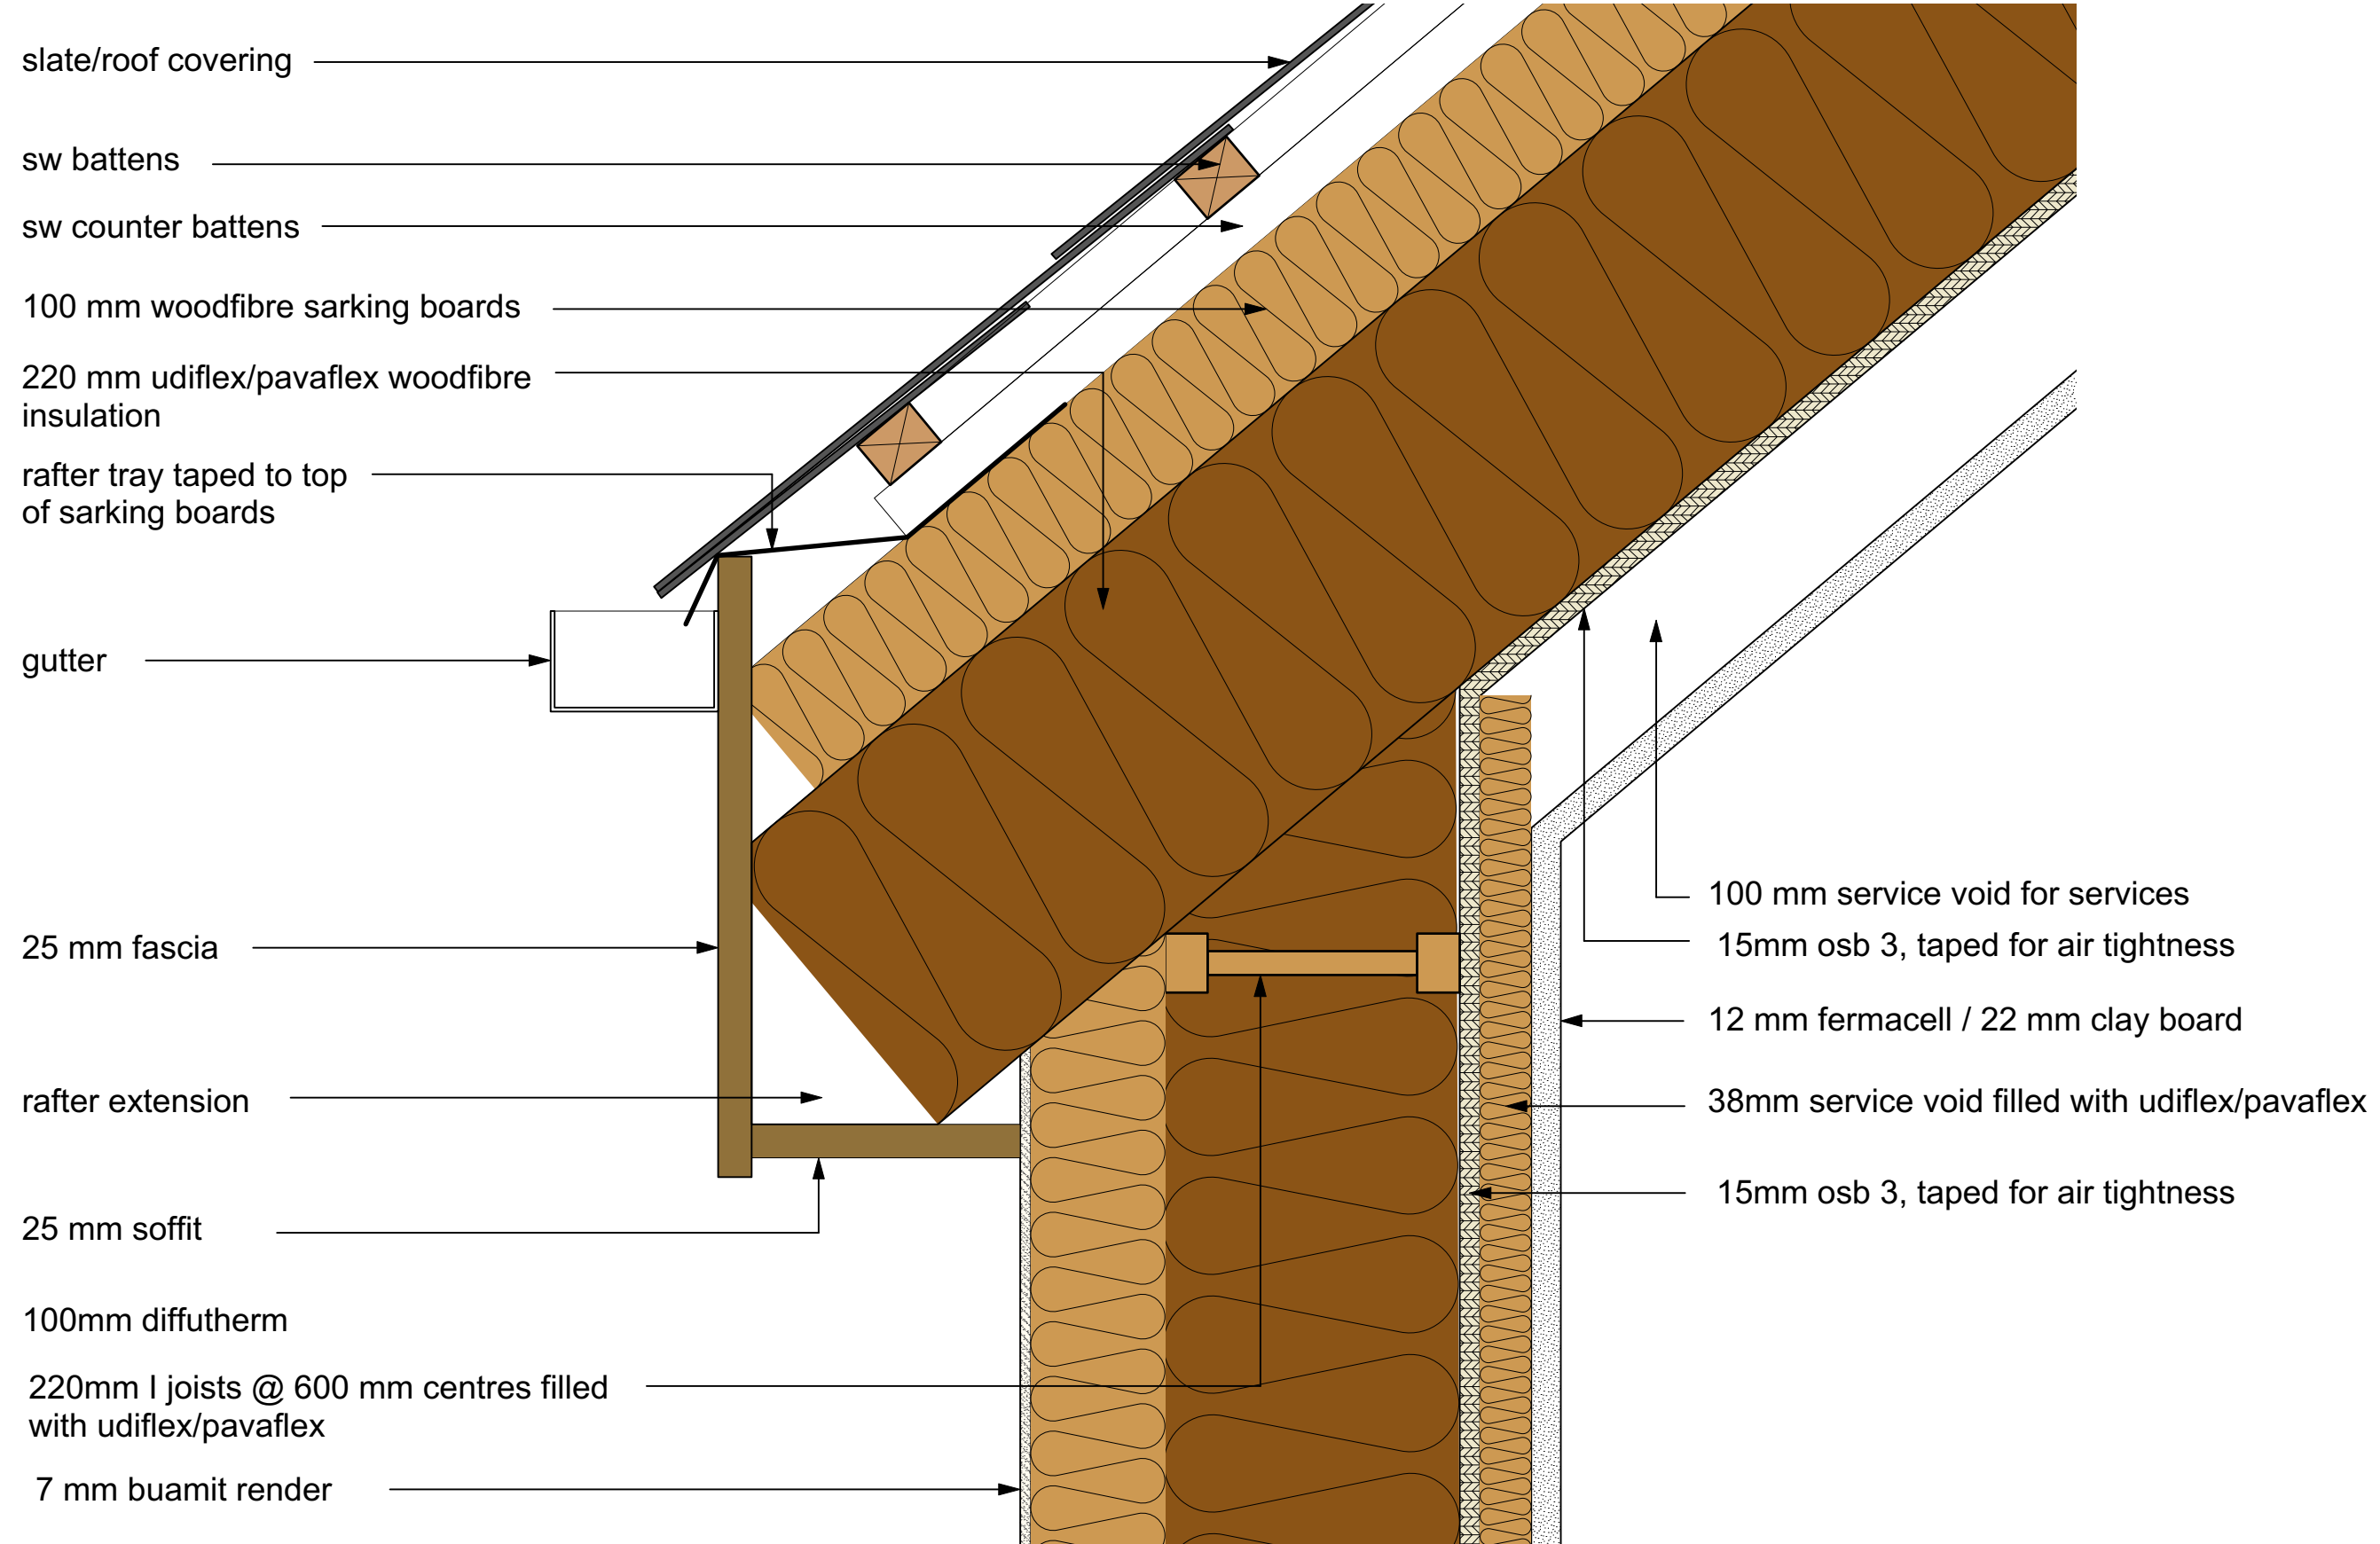 slate/roof covering
sw battens
sw counter battens
100 mm woodfibre sarking boards
220 mm udiflex/pavaflex woodfibre
insulation
rafter tray taped to top
of sarking boards
gutter
25 mm fascia
rafter extension
25 mm soffit
100mm diffutherm
220mm I joists @ 600 mm centres filled
with udiflex/pavaflex
7 mm buamit render
100 mm service void for services
15mm osb 3, taped for air tightness
12 mm fermacell / 22 mm clay board
38mm service void filled with udiflex/pavaflex
15mm osb 3, taped for air tightness